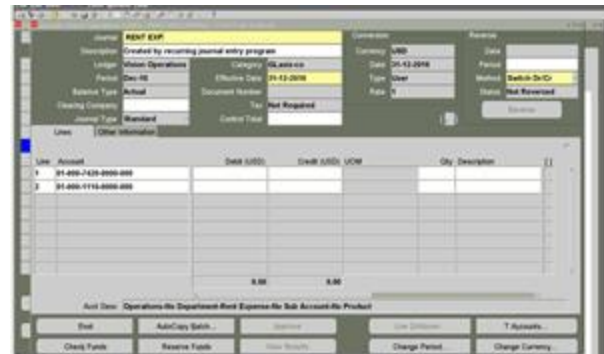 Journal RENT EXP. Conversion Reverse
Description Created by recurring journal entry program Currency USD Date
Ledger Vision Operations Category Date 31-12-2016 Period
Period Dec-16 Effective Date 31-12-2016 Type User Method Switch Dr/Cr
Balance Type Actual Document Number Rate 1 Status Not Reversed
Clearing Company Tax Not Required Reverse
Journal Type Standard Control Total [ ]
Lines Other Information
Line Account Debit (USD) Credit (USD) UOM Qty Description [ ]
1 01-000-7420-0000-000
2 01-000-1110-0000-000
0.00 0.00
Acct Desc Operations-No Department-Rent Expense-No Sub Account-No Product
Post AutoCopy Batch... Approve Line Drilldown T Accounts...
Check Funds Reserve Funds View Results... Change Period... Change Currency...